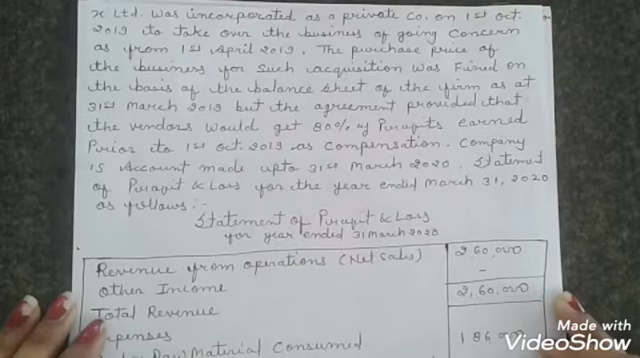 x Ltd. Was incorporated as a private Co. on 1st Oct.
2019 to take over the business of going Concern
as from 1st April 2019. The purchase price of
the business for such acquisition was Fixed on
the basis of the balance sheet of the firm as at
31st March 2019 but the agreement provided that
the vendors would get 80% of Profits earned
Prior to 1st Oct. 2019 as Compensation. Company
is Account made upto 31st March 2020. Statement
of Profit & Loss for the year ended March 31, 2020
as follows:-
Statement of Profit & Loss
for year ended 31 March 2020
Revenue from operations (Net Sales) 2,60,000
Other Income -
Total Revenue 2,60,000
Expenses
Raw Material Consumed 186,000
Made with
VideoShow